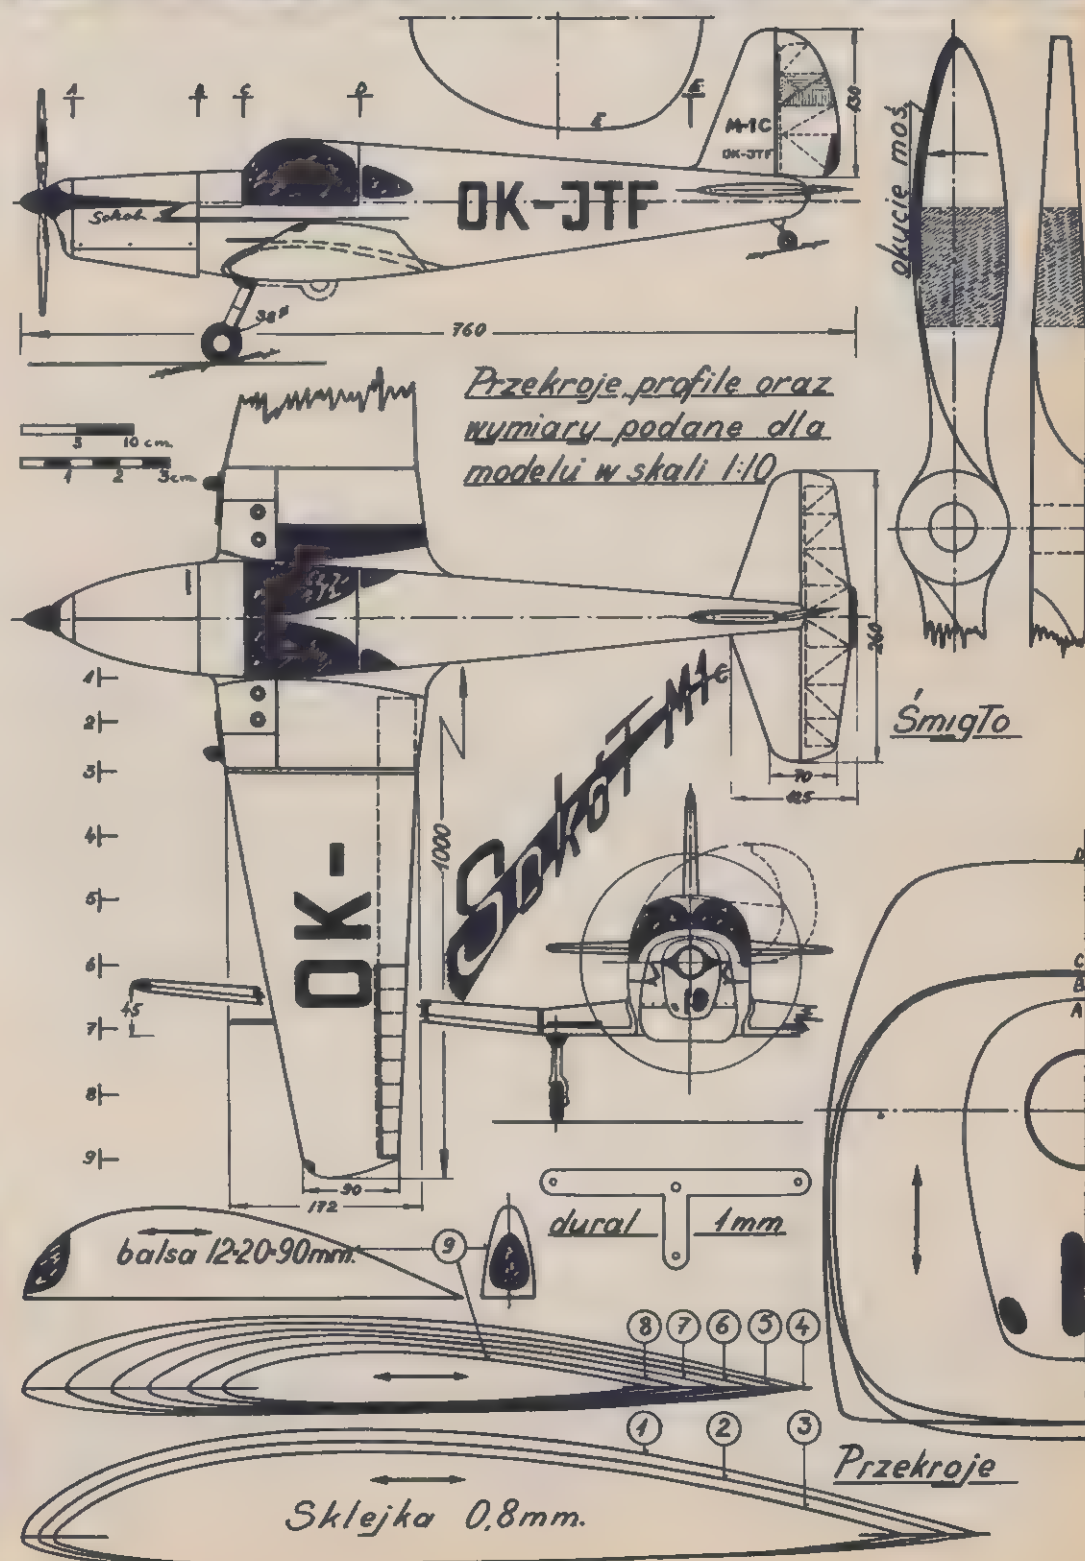 A B C D E
E
M-1C
OK-JTF
130
okucie moś.
Sokol
OK-JTF
38ø
760
Przekroje, profile oraz
wymiary podane dla
modelu w skali 1:10
5 10 cm.
1 2 3cm
260
Śmigło
70
125
1
2
3
4
5
6
7
8
9
1000
Sokół M1c
OK-
45
90
172
D
C
B
A
dural 1mm
balsa 12·20·90mm.
9
8 7 6 5 4
1 2 3
Przekroje
Sklejka 0,8mm.